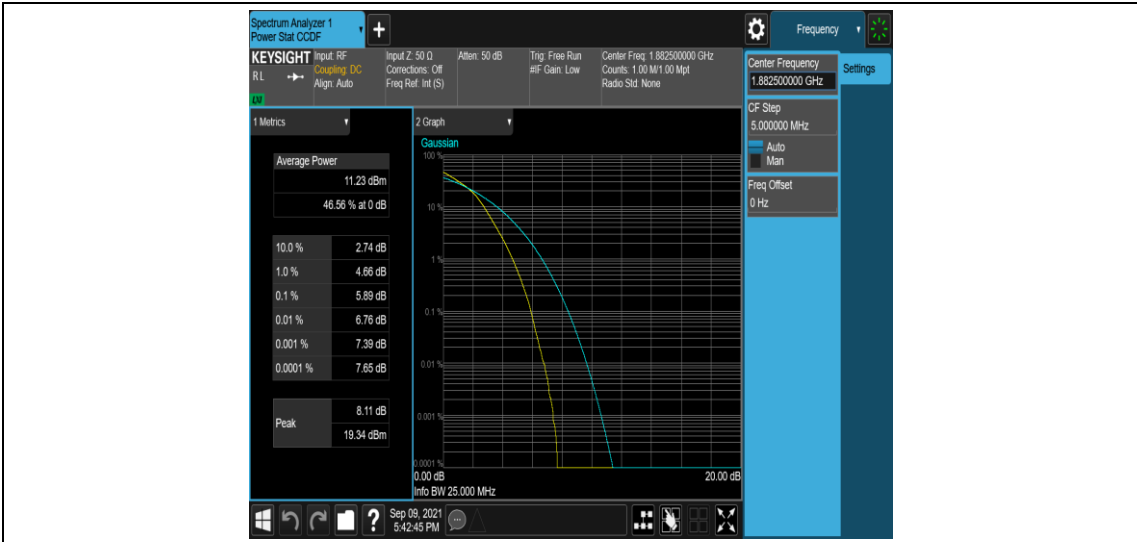 Spectrum Analyzer 1
Power Stat CCDF
+
Frequency
KEYSIGHT
RL
LXI
Input: RF
Coupling: DC
Align: Auto
Input Z: 50 Ω
Corrections: Off
Freq Ref: Int (S)
Atten: 50 dB
Trig: Free Run
#IF Gain: Low
Center Freq: 1.882500000 GHz
Counts: 1.00 M/1.00 Mpt
Radio Std: None
Center Frequency
1.882500000 GHz
Settings
CF Step
5.000000 MHz
Auto
Man
Freq Offset
0 Hz
1 Metrics
Average Power
11.23 dBm
46.56 % at 0 dB
10.0 % 2.74 dB
1.0 % 4.66 dB
0.1 % 5.89 dB
0.01 % 6.76 dB
0.001 % 7.39 dB
0.0001 % 7.65 dB
Peak
8.11 dB
19.34 dBm
2 Graph
Gaussian
100 %
10 %
1 %
0.1 %
0.01 %
0.001 %
0.0001 %
0.00 dB 20.00 dB
Info BW 25.000 MHz
?
Sep 09, 2021
5:42:45 PM